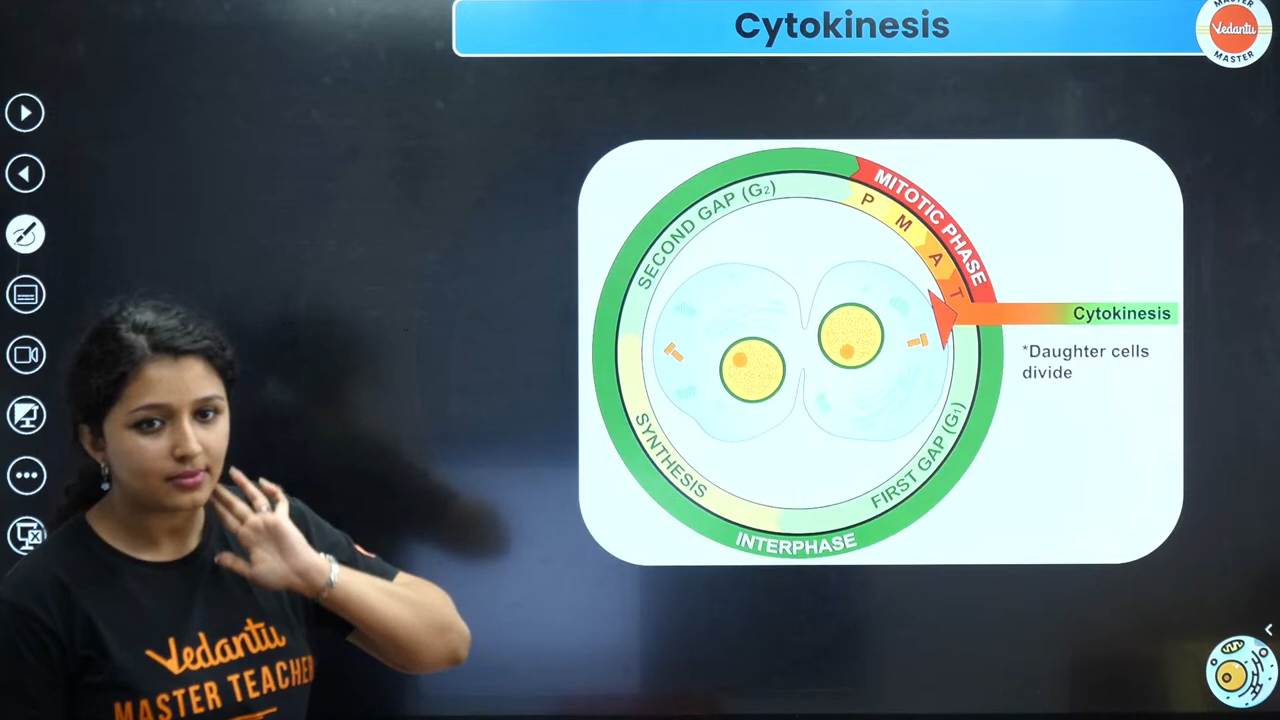 Cytokinesis
MASTER
Vedantu
MASTER
MITOTIC PHASE
P M A T
SECOND GAP (G₂)
Cytokinesis
*Daughter cells
divide
SYNTHESIS
FIRST GAP (G₁)
INTERPHASE
Vedantu
MASTER TEACHER